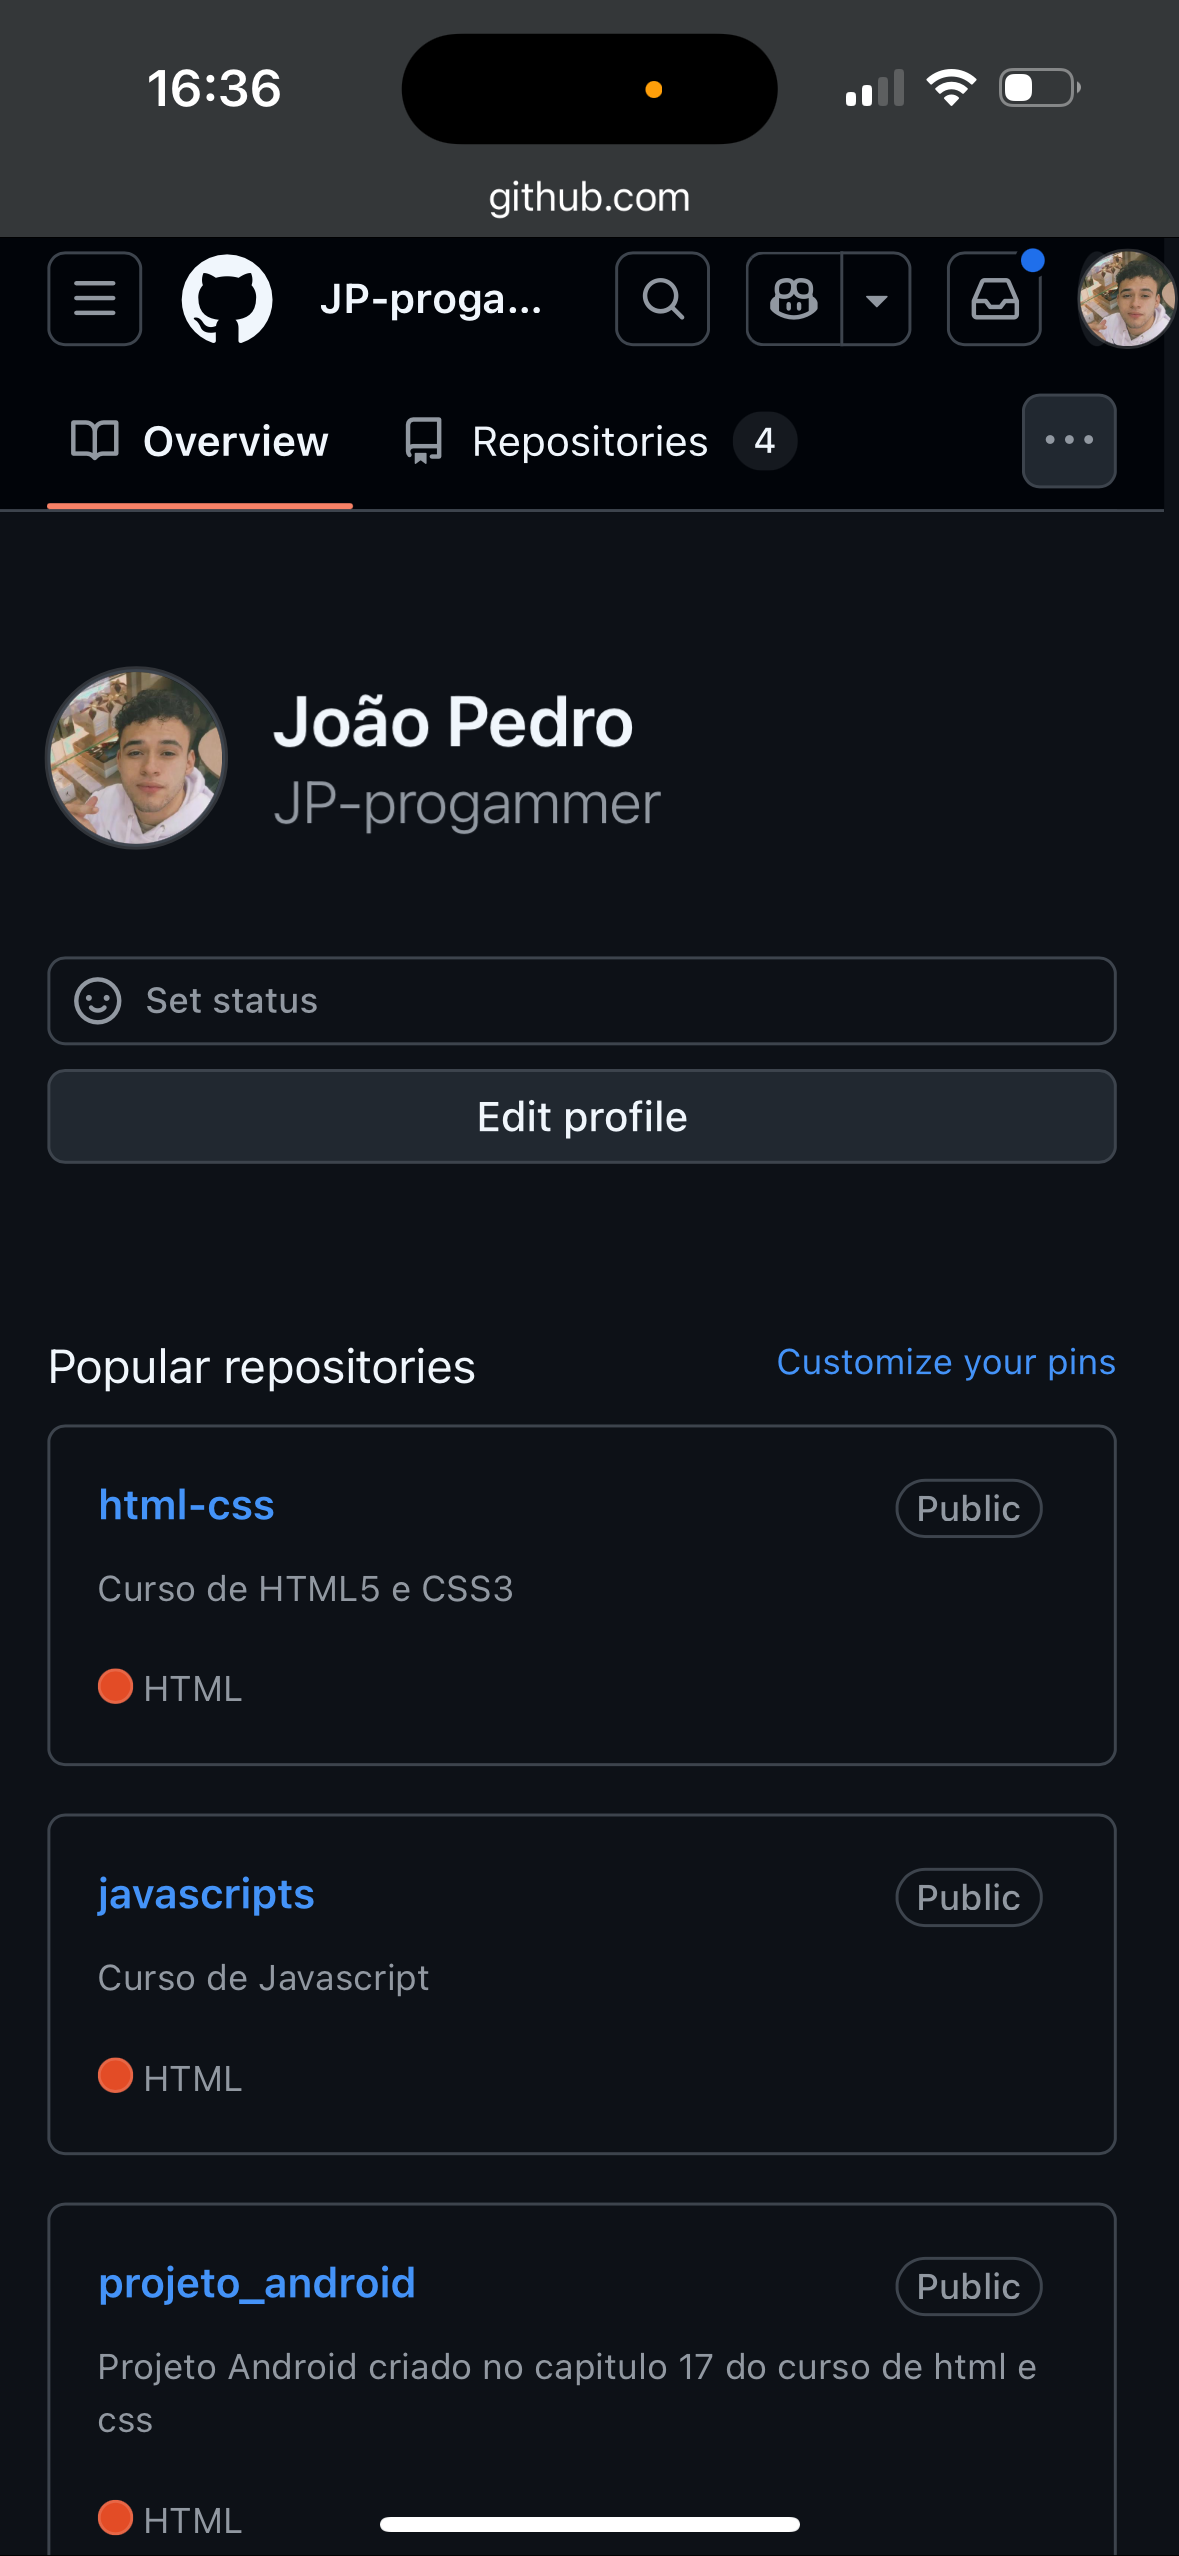 16:36
github.com
JP-proga...
Overview
Repositories 4
João Pedro
JP-progammer
Set status
Edit profile
Popular repositories
Customize your pins
html-css
Public
Curso de HTML5 e CSS3
HTML
javascripts
Public
Curso de Javascript
HTML
projeto_android
Public
Projeto Android criado no capitulo 17 do curso de html e
css
HTML